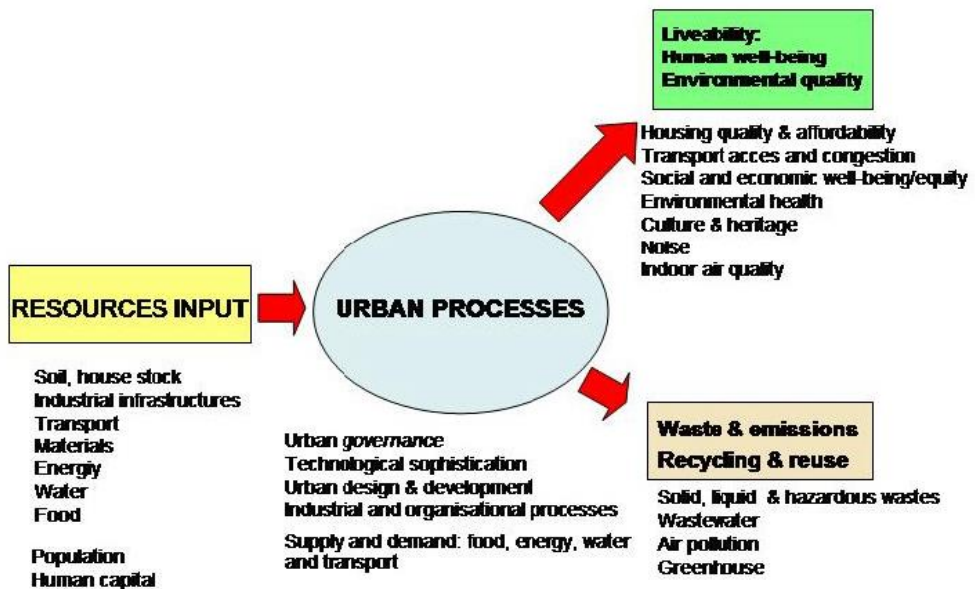 RESOURCES INPUT
Soil, house stock
Industrial infrastructures
Transport
Materials
Energiy
Water
Food
Population
Human capital
URBAN PROCESSES
Urban governance
Technological sophistication
Urban design & development
Industrial and organisational processes
Supply and demand: food, energy, water
and transport
Liveability:
Human well-being
Environmental quality
Housing quality & affordability
Transport acces and congestion
Social and economic well-being/equity
Environmental health
Culture & heritage
Noise
Indoor air quality
Waste & emissions
Recycling & reuse
Solid, liquid & hazardous wastes
Wastewater
Air pollution
Greenhouse